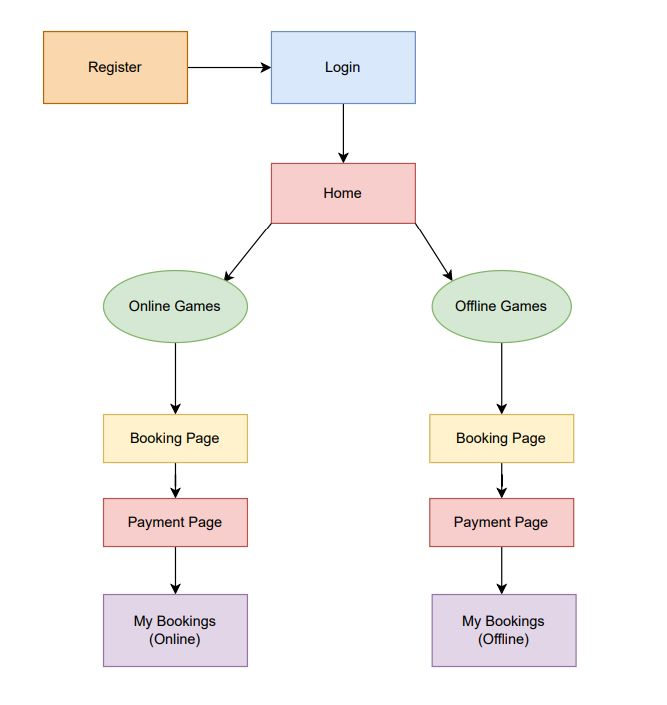 Register
Login
Home
Online Games
Offline Games
Booking Page
Booking Page
Payment Page
Payment Page
My Bookings
(Online)
My Bookings
(Offline)